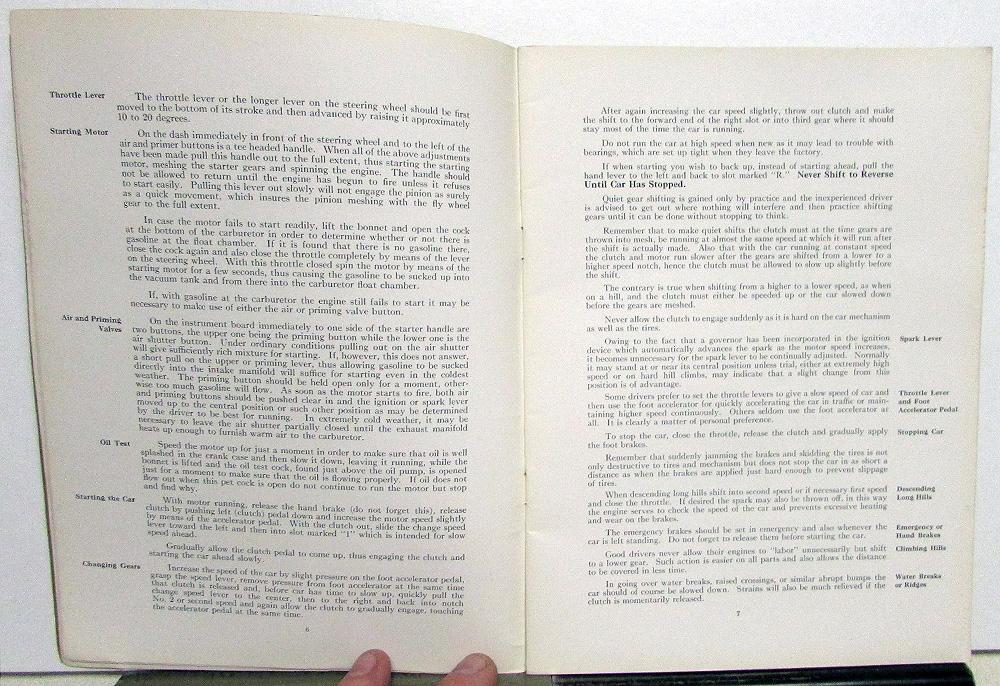 Throttle Lever The throttle lever or the longer lever on the steering wheel should be first
moved to the bottom of its stroke and then advanced by raising it approximately
10 to 20 degrees.
Starting Motor On the dash immediately in front of the steering wheel and to the left of the
air and primer buttons is a tee headed handle. When all of the above adjustments
have been made pull this handle out to the full extent, thus starting the starting
motor, meshing the starter gears and spinning the engine. The handle should
not be allowed to return until the engine has begun to fire unless it refuses
to start easily. Pulling this lever out slowly will not engage the pinion as surely
as a quick movement, which insures the pinion meshing with the fly wheel
gear to the full extent.
In case the motor fails to start readily, lift the bonnet and open the cock
at the bottom of the carburetor in order to determine whether or not there is
gasoline at the float chamber. If it is found that there is no gasoline there,
close the cock again and also close the throttle completely by means of the lever
on the steering wheel. With this throttle closed spin the motor by means of the
starting motor for a few seconds, thus causing the gasoline to be sucked up into
the vacuum tank and from there into the carburetor float chamber.
If, with gasoline at the carburetor the engine still fails to start it may be
necessary to make use of either the air or priming valve button.
Air and Priming
Valves
On the instrument board immediately to one side of the starter handle are
two buttons, the upper one being the priming button while the lower one is the
air shutter button. Under ordinary conditions pulling out on the air shutter
will give sufficiently rich mixture for starting. If, however, this does not answer,
a short pull on the upper or priming lever, thus allowing gasoline to be sucked
directly into the intake manifold will suffice for starting even in the coldest
weather. The priming button should be held open only for a moment, other-
wise too much gasoline will flow. As soon as the motor starts to fire, both air
and priming buttons should be pushed clear in and the ignition or spark lever
moved up to the central position or such other position as may be determined
by the driver to be best for running. In extremely cold weather, it may be
necessary to leave the air shutter partially closed until the exhaust manifold
heats up enough to furnish warm air to the carburetor.
Oil Test Speed the motor up for just a moment in order to make sure that oil is well
splashed in the crank case and then slow it down, leaving it running, while the
bonnet is lifted and the oil test cock, found just above the oil pump, is opened
just for a moment to make sure that the oil is flowing properly. If oil does not
flow out when this pet cock is open do not continue to run the motor but stop
and find why.
Starting the Car With motor running, release the hand brake (do not forget this), release
clutch by pushing left (clutch) pedal down and increase the motor speed slightly
by means of the accelerator pedal. With the clutch out, slide the change speed
lever toward the left and then into slot marked "1" which is intended for slow
speed ahead.
Gradually allow the clutch pedal to come up, thus engaging the clutch and
starting the car ahead slowly.
Changing Gears Increase the speed of the car by slight pressure on the foot accelerator pedal,
grasp the speed lever, remove pressure from accelerator at the same time
that clutch is released and, before car has time to slow up, quickly pull the
change speed lever to the center, then to the right and back into notch
No. 2 or second speed and again allow the clutch to gradually engage, touching
the accelerator pedal at the same time.
6
After again increasing the car speed slightly, throw out clutch and make
the shift to the forward end of the right slot or into third gear where it should
stay most of the time the car is running.
Do not run the car at high speed when new as it may lead to trouble with
bearings, which are set up tight when they leave the factory.
If when starting you wish to back up, instead of starting ahead, pull the
hand lever to the left and back to slot marked "R." Never Shift to Reverse
Until Car Has Stopped.
Quiet gear shifting is gained only by practice and the inexperienced driver
is advised to get out where nothing will interfere and then practice shifting
gears until it can be done without stopping to think.
Remember that to make quiet shifts the clutch must at the time gears are
thrown into mesh, be running at almost the same speed at which it will run after
the shift is actually made. Also that with the car running at constant speed
the clutch and motor run slower after the gears are shifted from a lower to a
higher speed notch, hence the clutch must be allowed to slow up slightly before
the shift.
The contrary is true when shifting from a higher to a lower speed, as when
on a hill, and the clutch must either be speeded up or the car slowed down
before the gears are meshed.
Never allow the clutch to engage suddenly as it is hard on the car mechanism
as well as the tires.
Owing to the fact that a governor has been incorporated in the ignition Spark Lever
device which automatically advances the spark as the motor speed increases,
it becomes unnecessary for the spark lever to be continually adjusted. Normally
it may stand at or near its central position unless trial, either at extremely high
speed or on hard hill climbs, may indicate that a slight change from this
position is of advantage.
Some drivers prefer to set the throttle levers to give a slow speed of car and Throttle Lever
then use the foot accelerator for quickly accelerating the car in traffic or main- and Foot
taining higher speed continuously. Others seldom use the foot accelerator at Accelerator Pedal
all. It is clearly a matter of personal preference.
To stop the car, close the throttle, release the clutch and gradually apply Stopping Car
the foot brakes.
Remember that suddenly jamming the brakes and skidding the tires is not
only destructive to tires and mechanism but does not stop the car in as short a
distance as when the brakes are applied just hard enough to prevent slippage
of tires.
When descending long hills shift into second speed or if necessary first speed Descending
and close the throttle. If desired the spark may also be thrown off, in this way Long Hills
the engine serves to check the speed of the car and prevents excessive heating
and wear on the brakes.
The emergency brakes should be set in emergency and also whenever the Emergency or
car is left standing. Do not forget to release them before starting the car. Hand Brakes
Good drivers never allow their engines to "labor" unnecessarily but shift Climbing Hills
to a lower gear. Such action is easier on all parts and also allows the distance
to be covered in less time.
In going over water breaks, raised crossings, or similar abrupt bumps the Water Breaks
car should of course be slowed down. Strains will also be much relieved if the or Ridges
clutch is momentarily released.
7